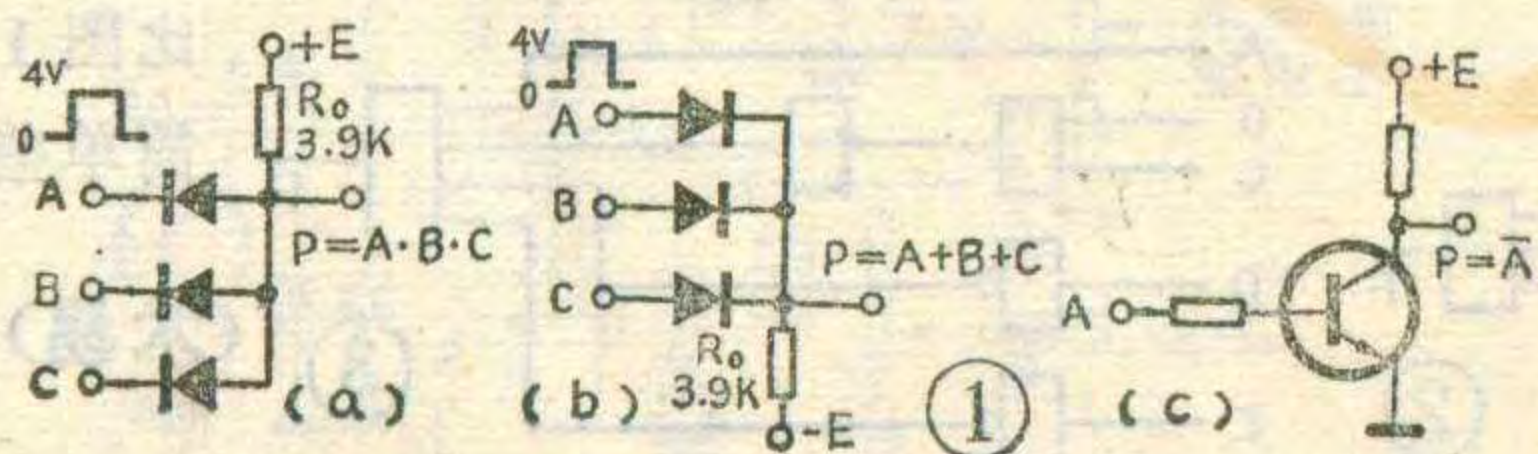 4V
0
+E
R₀
3.9K
A
B
C
P=A·B·C
(a)
4V
0
A
B
C
P=A+B+C
R₀
3.9K
-E
(b)
①
+E
A
P=A̅
(c)